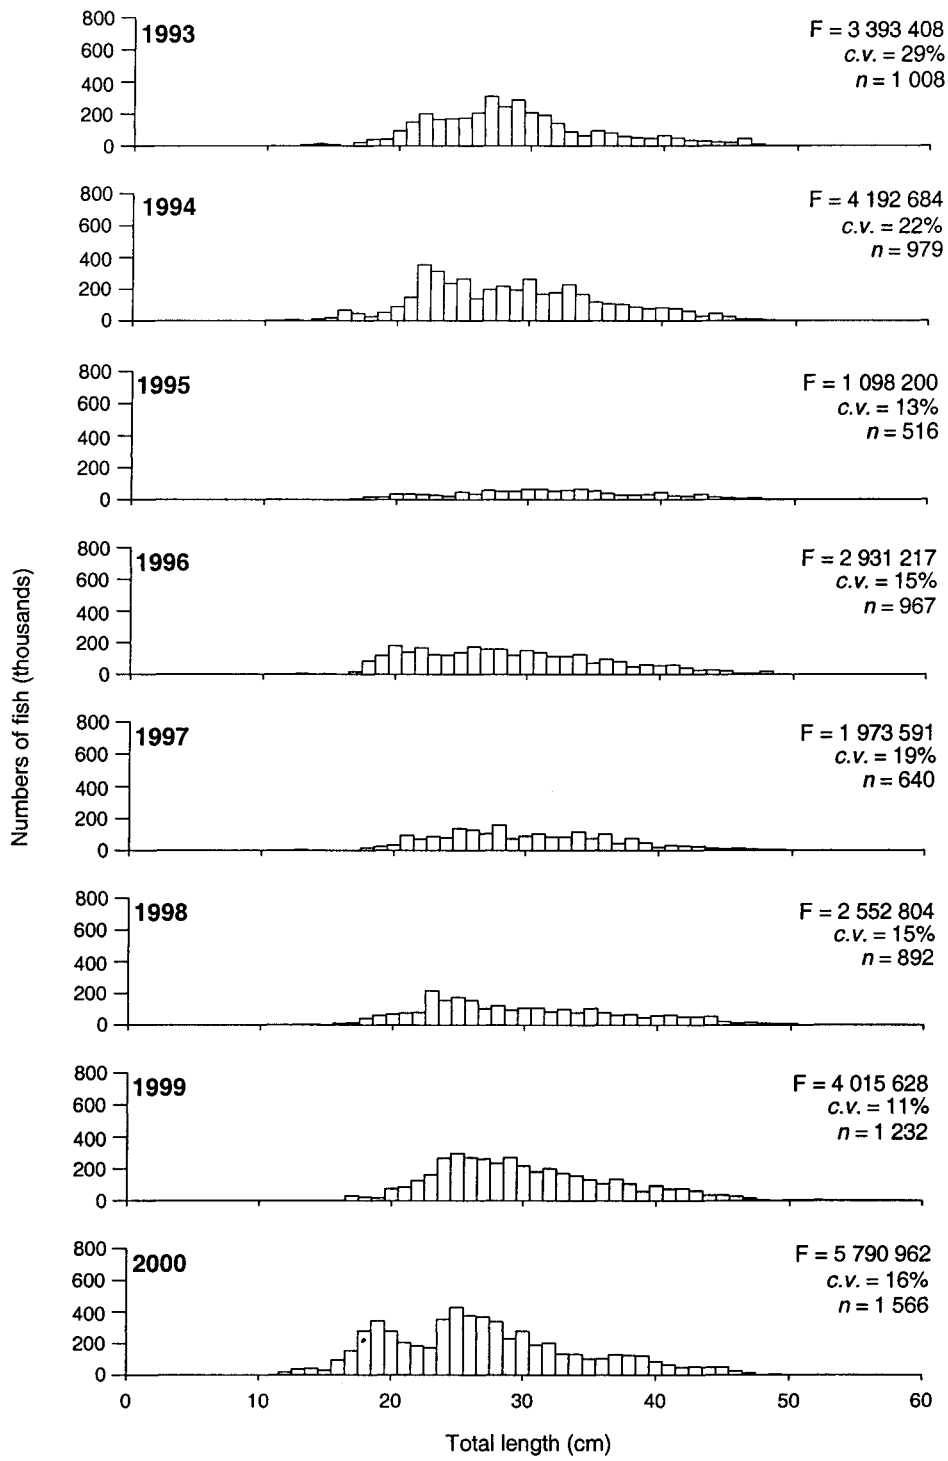 800
600
400
200
0
1993
F = 3 393 408
c.v. = 29%
n = 1 008
800
600
400
200
0
1994
F = 4 192 684
c.v. = 22%
n = 979
800
600
400
200
0
1995
F = 1 098 200
c.v. = 13%
n = 516
800
600
400
200
0
1996
F = 2 931 217
c.v. = 15%
n = 967
800
600
400
200
0
1997
F = 1 973 591
c.v. = 19%
n = 640
800
600
400
200
0
1998
F = 2 552 804
c.v. = 15%
n = 892
800
600
400
200
0
1999
F = 4 015 628
c.v. = 11%
n = 1 232
800
600
400
200
0
2000
F = 5 790 962
c.v. = 16%
n = 1 566
0 10 20 30 40 50 60
Total length (cm)
Numbers of fish (thousands)